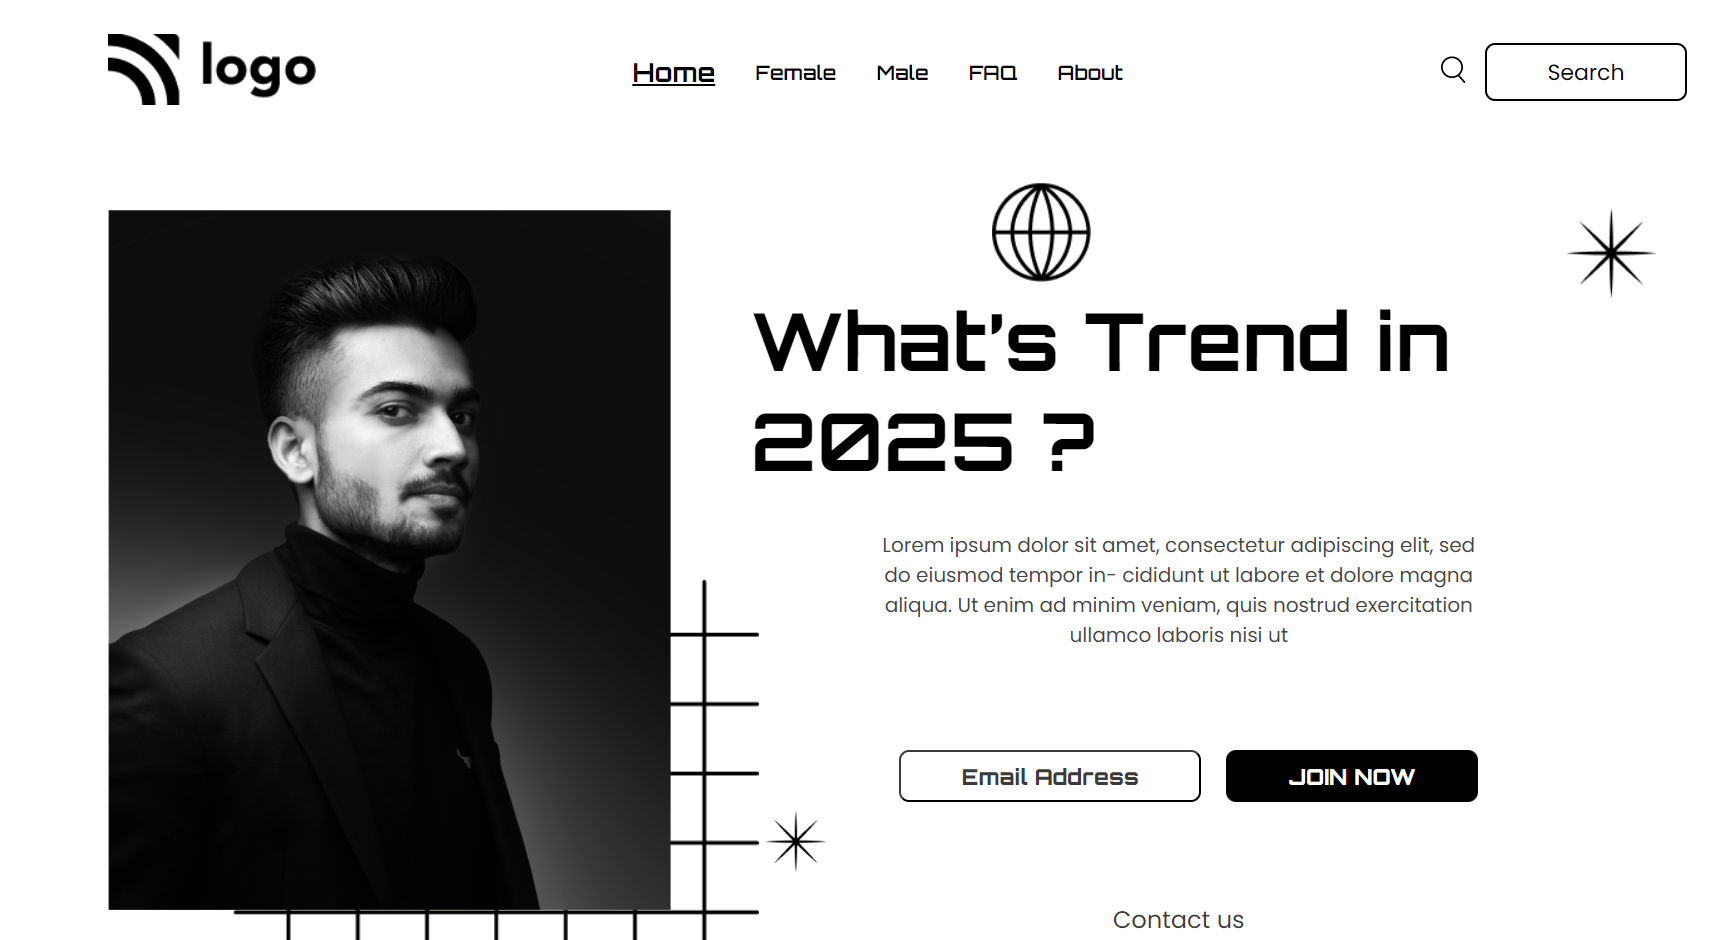 logo
Home Female Male FAQ About
Search
What's Trend in
2025 ?
Lorem ipsum dolor sit amet, consectetur adipiscing elit, sed
do eiusmod tempor in- cididunt ut labore et dolore magna
aliqua. Ut enim ad minim veniam, quis nostrud exercitation
ullamco laboris nisi ut
Email Address
JOIN NOW
Contact us